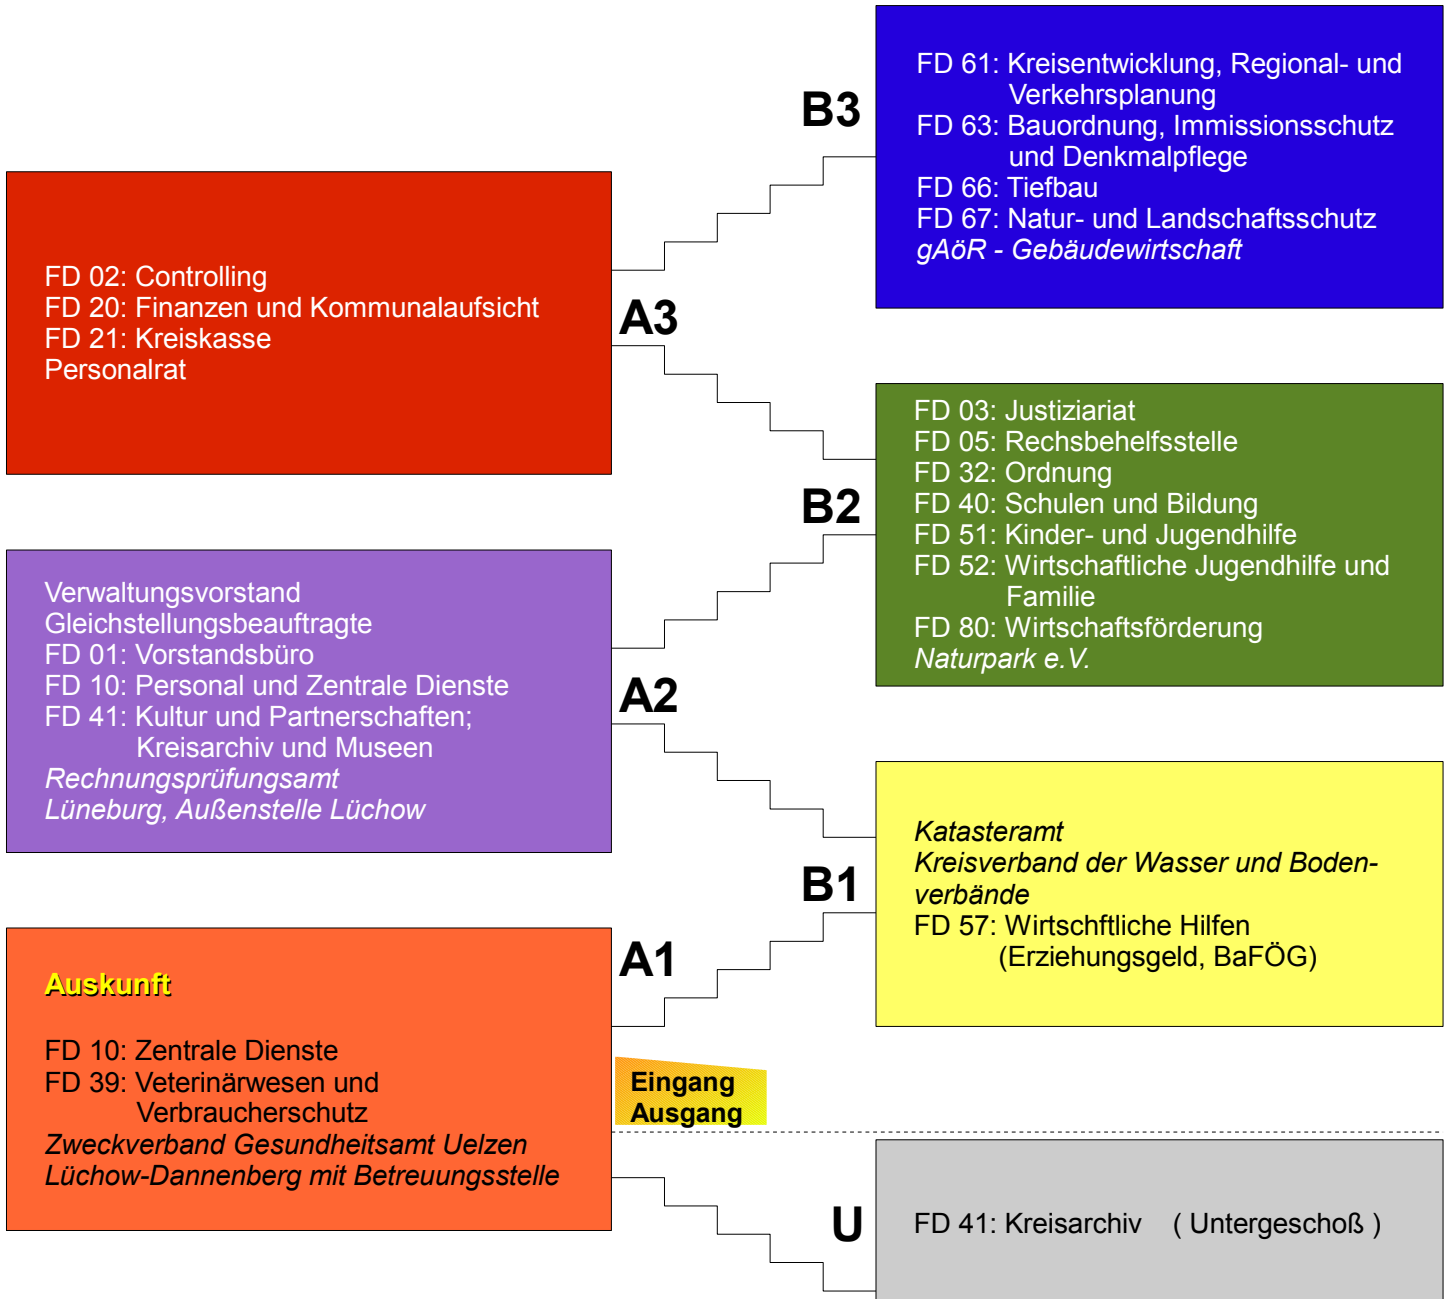 B3
FD 61: Kreisentwicklung, Regional- und
Verkehrsplanung
FD 63: Bauordnung, Immissionsschutz
und Denkmalpflege
FD 66: Tiefbau
FD 67: Natur- und Landschaftsschutz
gAöR - Gebäudewirtschaft
FD 02: Controlling
FD 20: Finanzen und Kommunalaufsicht
FD 21: Kreiskasse
Personalrat
A3
B2
FD 03: Justiziariat
FD 05: Rechsbehelfsstelle
FD 32: Ordnung
FD 40: Schulen und Bildung
FD 51: Kinder- und Jugendhilfe
FD 52: Wirtschaftliche Jugendhilfe und
Familie
FD 80: Wirtschaftsförderung
Naturpark e.V.
Verwaltungsvorstand
Gleichstellungsbeauftragte
FD 01: Vorstandsbüro
FD 10: Personal und Zentrale Dienste
FD 41: Kultur und Partnerschaften;
Kreisarchiv und Museen
Rechnungsprüfungsamt
Lüneburg, Außenstelle Lüchow
A2
B1
Katasteramt
Kreisverband der Wasser und Boden-
verbände
FD 57: Wirtschftliche Hilfen
(Erziehungsgeld, BaFÖG)
Auskunft
FD 10: Zentrale Dienste
FD 39: Veterinärwesen und
Verbraucherschutz
Zweckverband Gesundheitsamt Uelzen
Lüchow-Dannenberg mit Betreuungsstelle
A1
Eingang
Ausgang
U
FD 41: Kreisarchiv ( Untergeschoß )